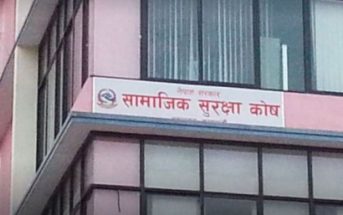 नेपाल सरकार
सामाजिक सुरक्षा कोष